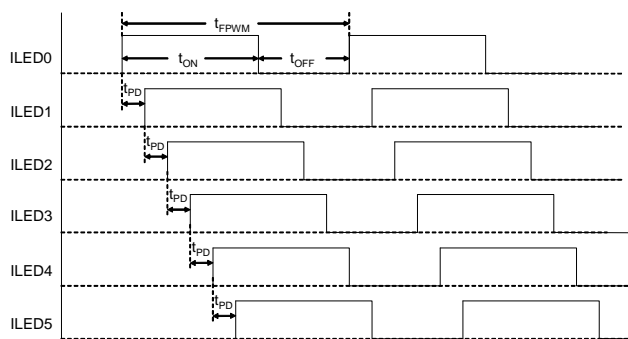 tFPWM
ILED0
tON
tOFF
tPD
ILED1
tPD
ILED2
tPD
ILED3
tPD
ILED4
tPD
ILED5